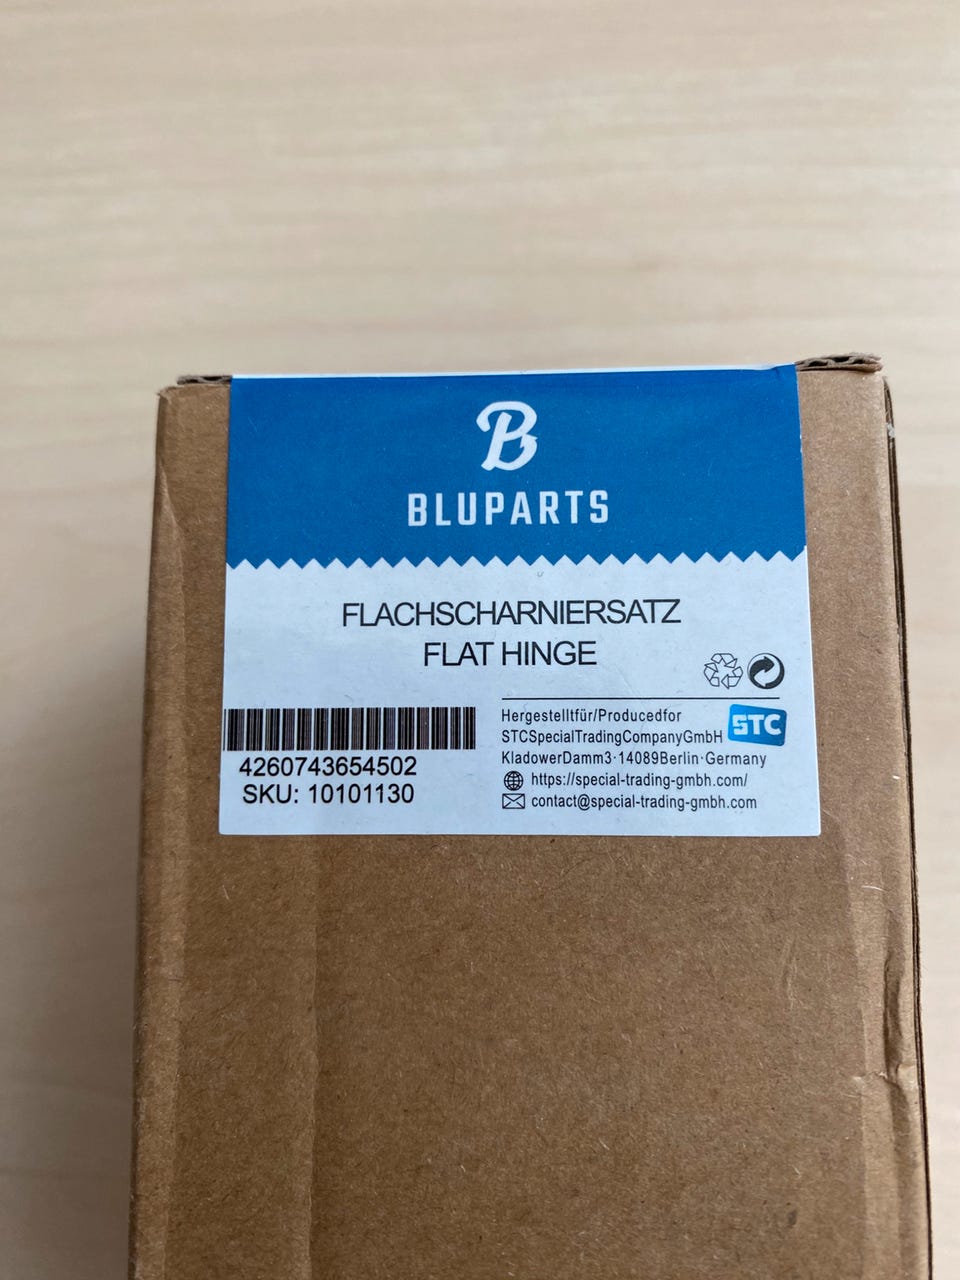 B
BLUPARTS
FLACHSCHARNIERSATZ
FLAT HINGE
4260743654502
SKU: 10101130
Hergestelltfür/Producedfor
STCSpecialTradingCompanyGmbH
STC
KladowerDamm3·14089Berlin·Germany
https://special-trading-gmbh.com/
contact@special-trading-gmbh.com